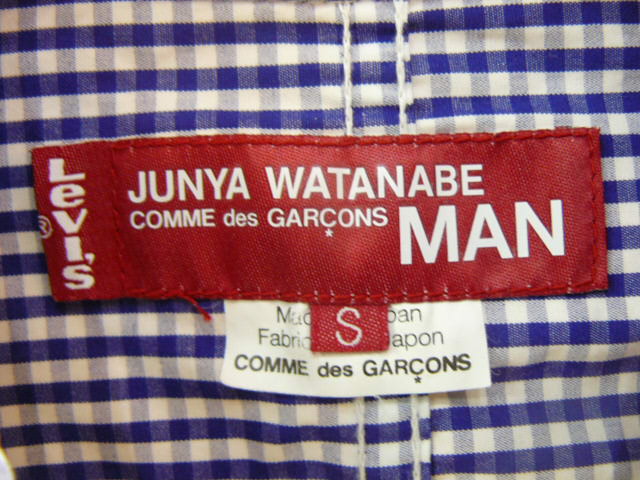 Levi's
®
JUNYA WATANABE
COMME des GARÇONS
MAN
S
COMME des GARÇONS